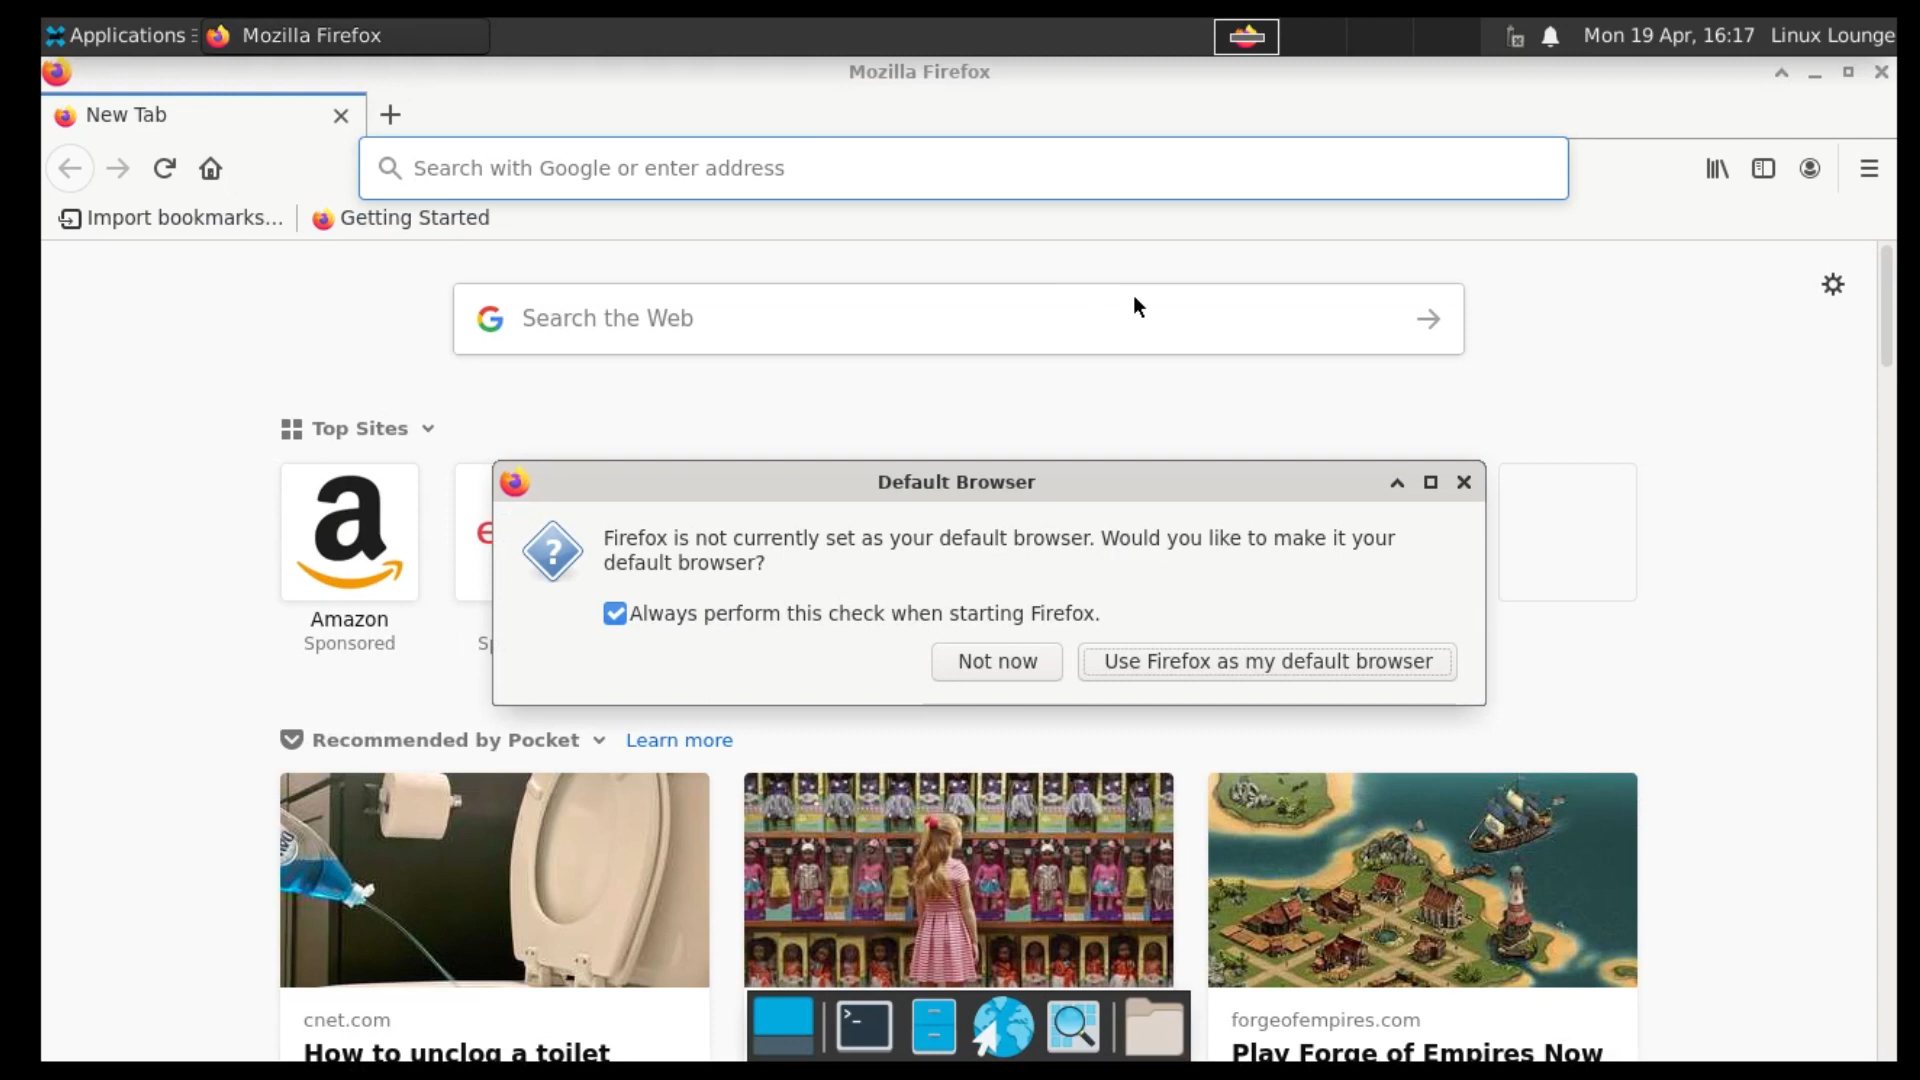 Applications Mozilla Firefox Mon 19 Apr, 16:17 Linux Lounge
Mozilla Firefox
New Tab
Search with Google or enter address
Import bookmarks... Getting Started
Search the Web
Top Sites
Default Browser
Firefox is not currently set as your default browser. Would you like to make it your
default browser?
Always perform this check when starting Firefox.
Not now Use Firefox as my default browser
Amazon
Sponsored
Recommended by Pocket Learn more
cnet.com
How to unclog a toilet
forgeofempires.com
Play Forge of Empires Now